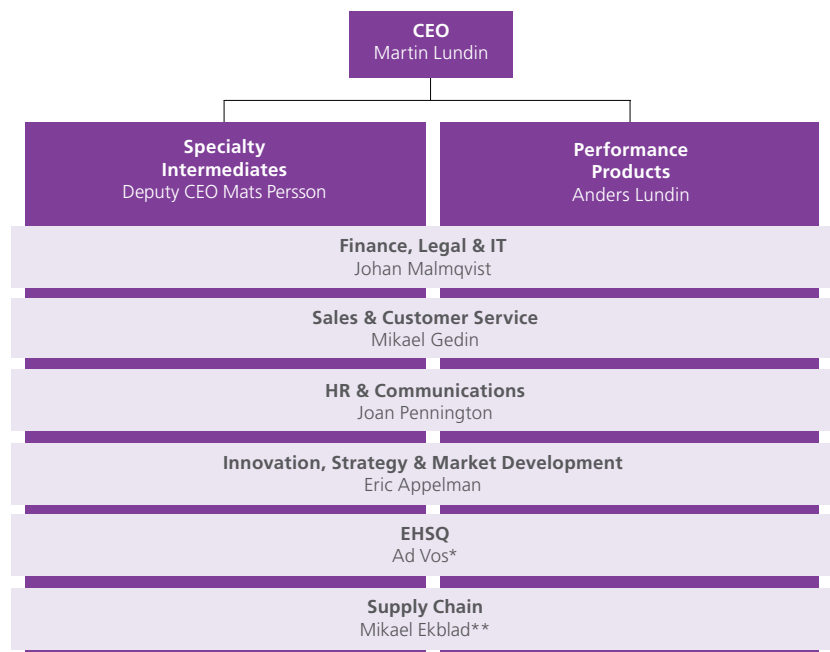 CEO
Martin Lundin
Specialty
Intermediates
Deputy CEO Mats Persson
Performance
Products
Anders Lundin
Finance, Legal & IT
Johan Malmqvist
Sales & Customer Service
Mikael Gedin
HR & Communications
Joan Pennington
Innovation, Strategy & Market Development
Eric Appelman
EHSQ
Ad Vos*
Supply Chain
Mikael Ekblad**